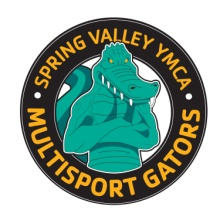 SPRING VALLEY YMCA
MULTISPORT GATORS